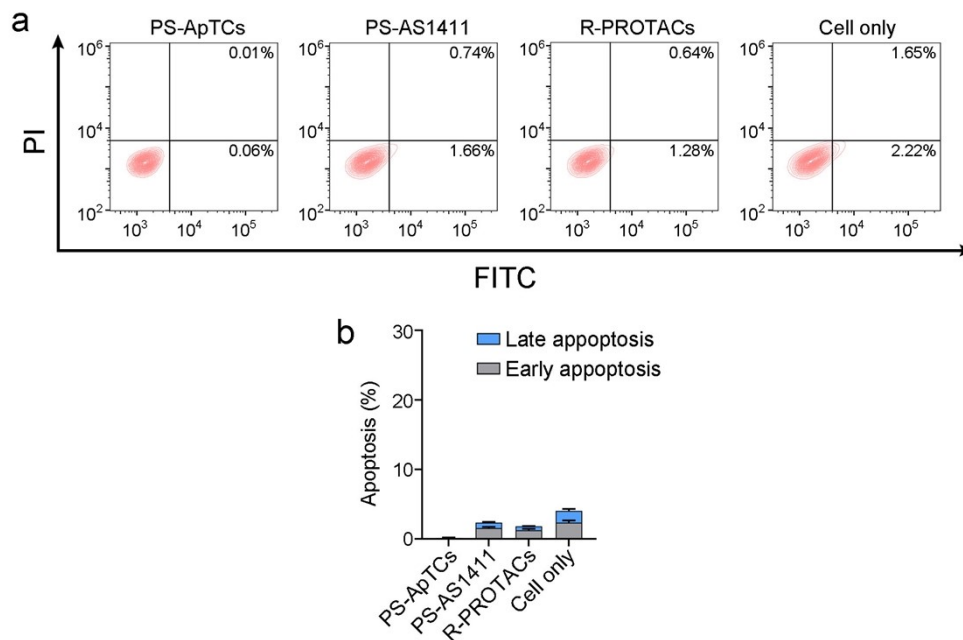 a
PS-ApTCs PS-AS1411 R-PROTACs Cell only
10⁶ 0.01% 10⁶ 0.74% 10⁶ 0.64% 10⁶ 1.65%
PI
10⁴ 10⁴ 10⁴ 10⁴
0.06% 1.66% 1.28% 2.22%
10² 10² 10² 10²
10³ 10⁴ 10⁵ 10³ 10⁴ 10⁵ 10³ 10⁴ 10⁵ 10³ 10⁴ 10⁵
FITC
b
30
Late appoptosis
Early appoptosis
20
Apoptosis (%)
10
0
PS-ApTCs
PS-AS1411
R-PROTACs
Cell only